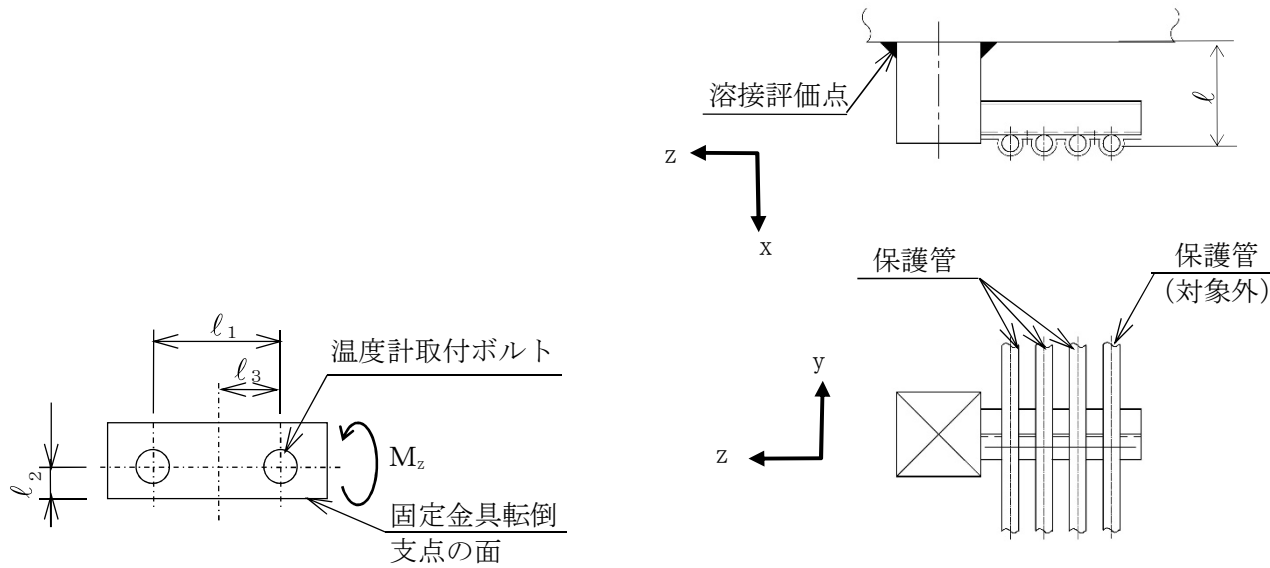 溶接評価点
ℓ
z
x
保護管
保護管
(対象外)
y
z
ℓ₁
ℓ₃
温度計取付ボルト
Mz
ℓ₂
固定金具転倒
支点の面